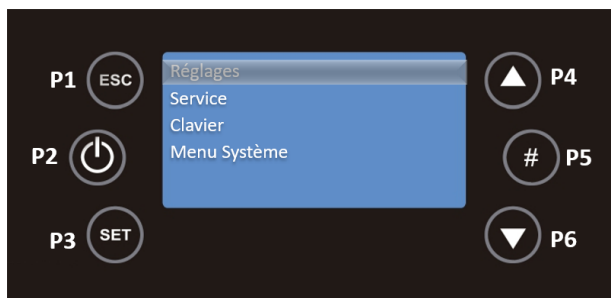 P1 ESC
Réglages
P4
Service
Clavier
Menu Système
P2
# P5
P3 SET
P6